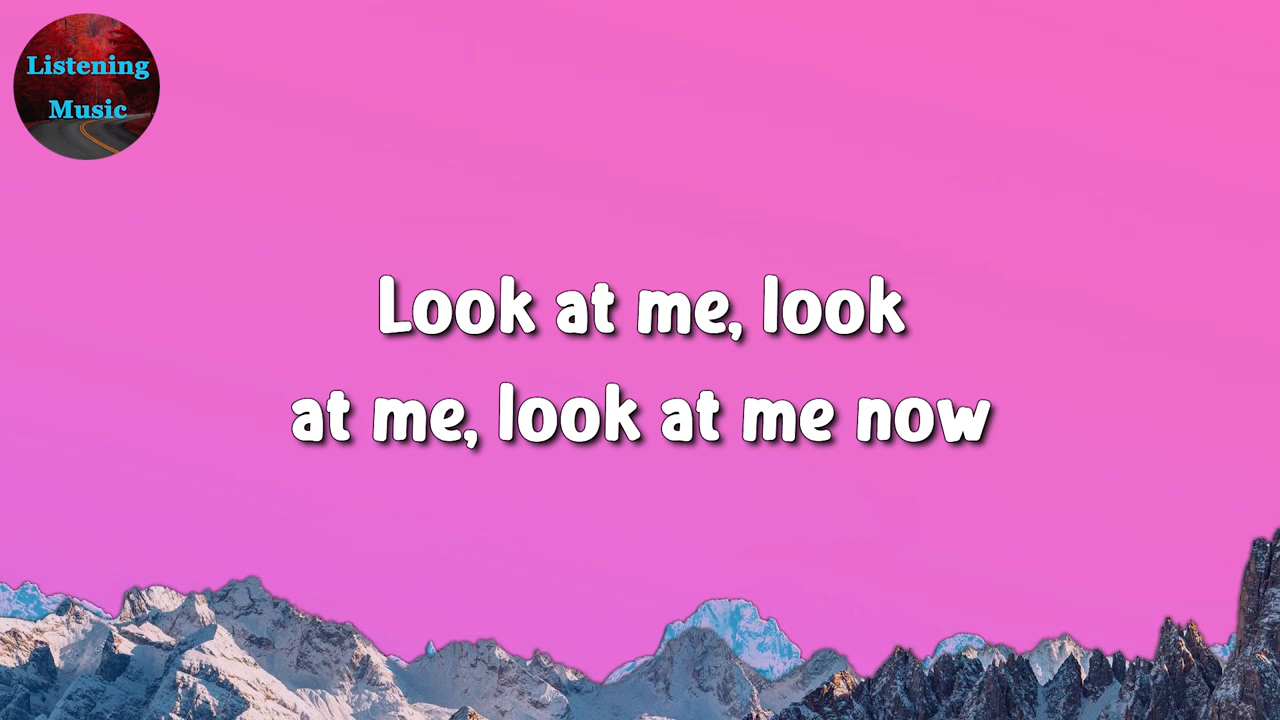 Listening
Music
Look at me, look
at me, look at me now